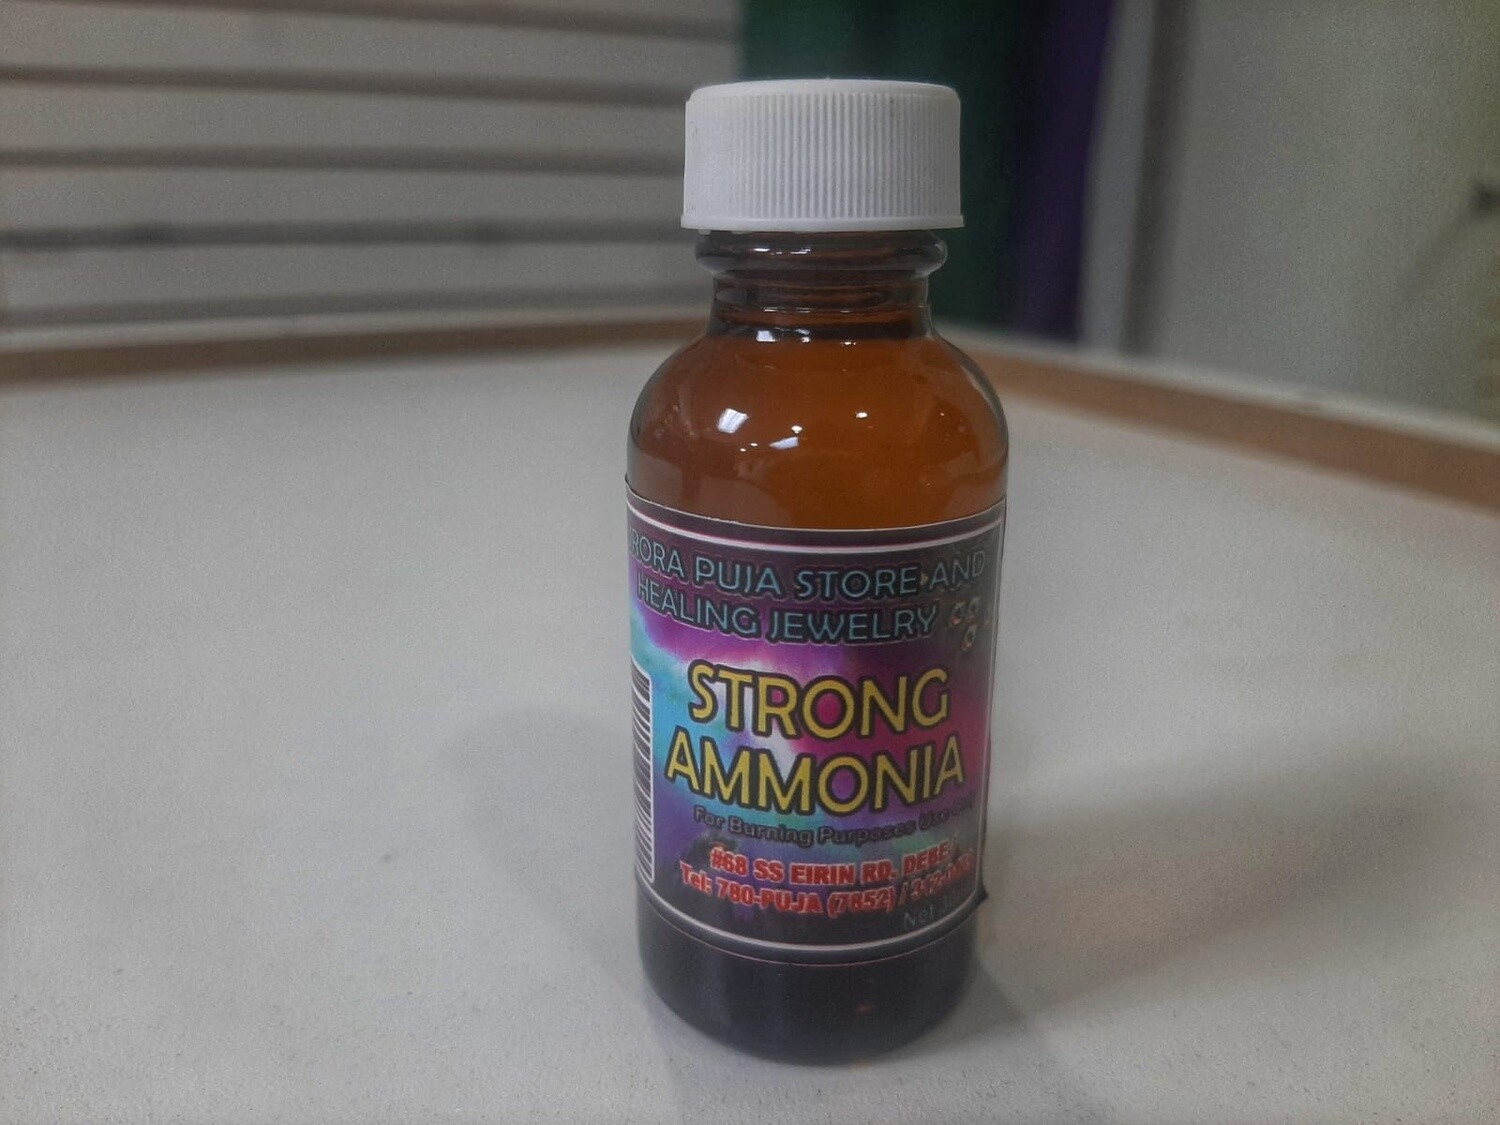 PUJA STORE AND
HEALING JEWELRY
STRONG
AMMONIA
For Burning Purposes Use
#68 SS EIRIN RD. DEBE
Tel: 780-PUJA (7852) /
Net